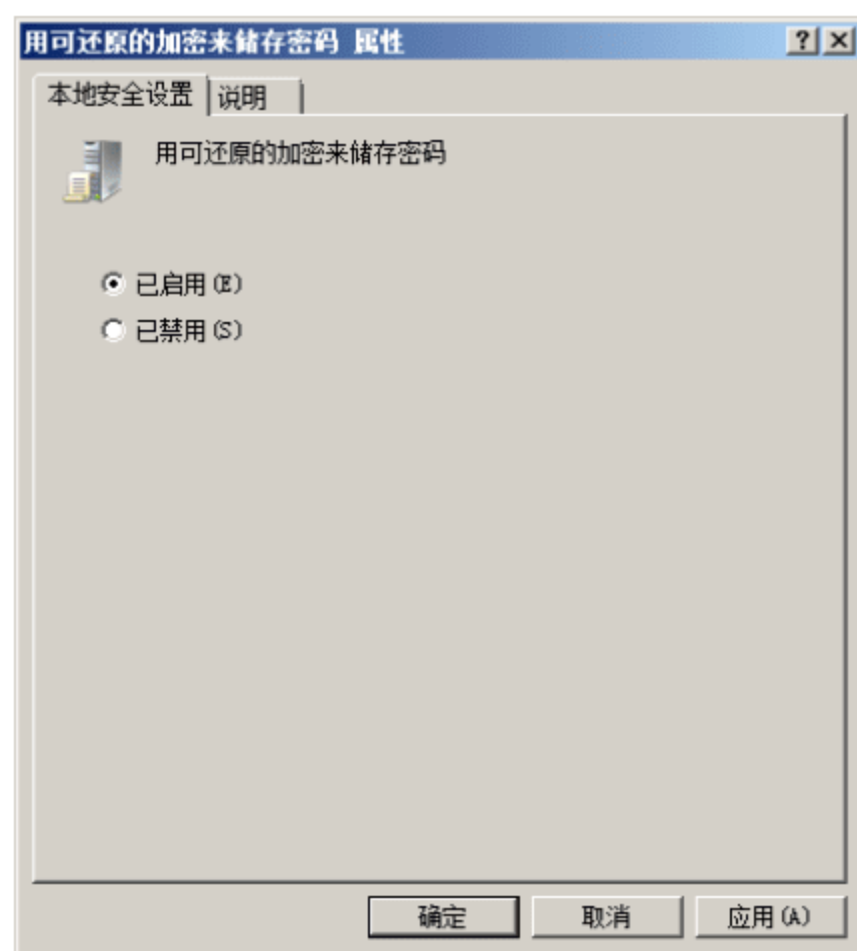 用可还原的加密来储存密码 属性
本地安全设置 说明
用可还原的加密来储存密码
已启用(E)
已禁用(S)
确定 取消 应用(A)